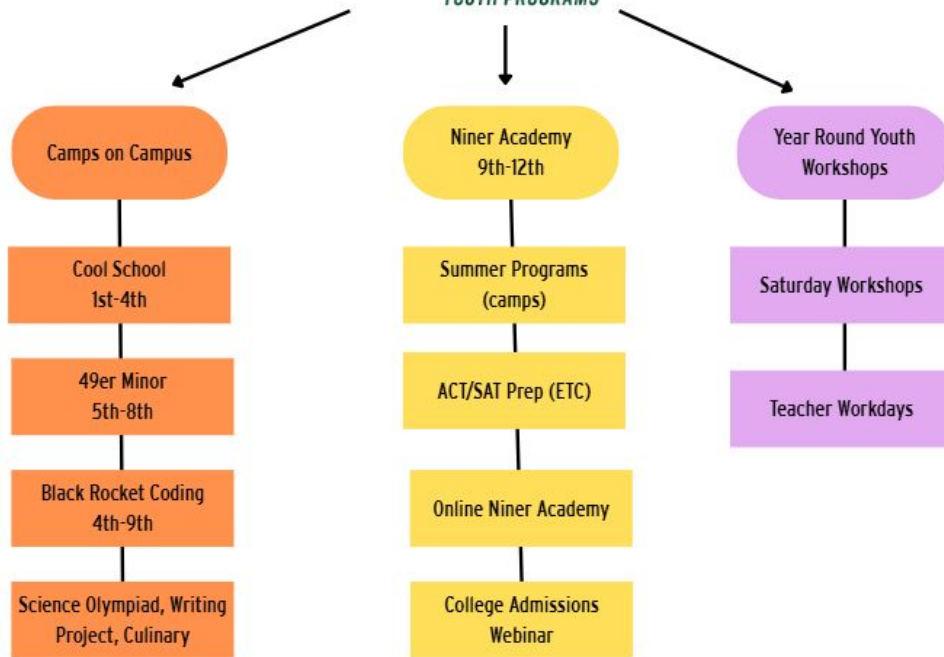 YOUTH PROGRAMS
Camps on Campus
Cool School
1st-4th
49er Minor
5th-8th
Black Rocket Coding
4th-9th
Science Olympiad, Writing
Project, Culinary
Niner Academy
9th-12th
Summer Programs
(camps)
ACT/SAT Prep (ETC)
Online Niner Academy
College Admissions
Webinar
Year Round Youth
Workshops
Saturday Workshops
Teacher Workdays